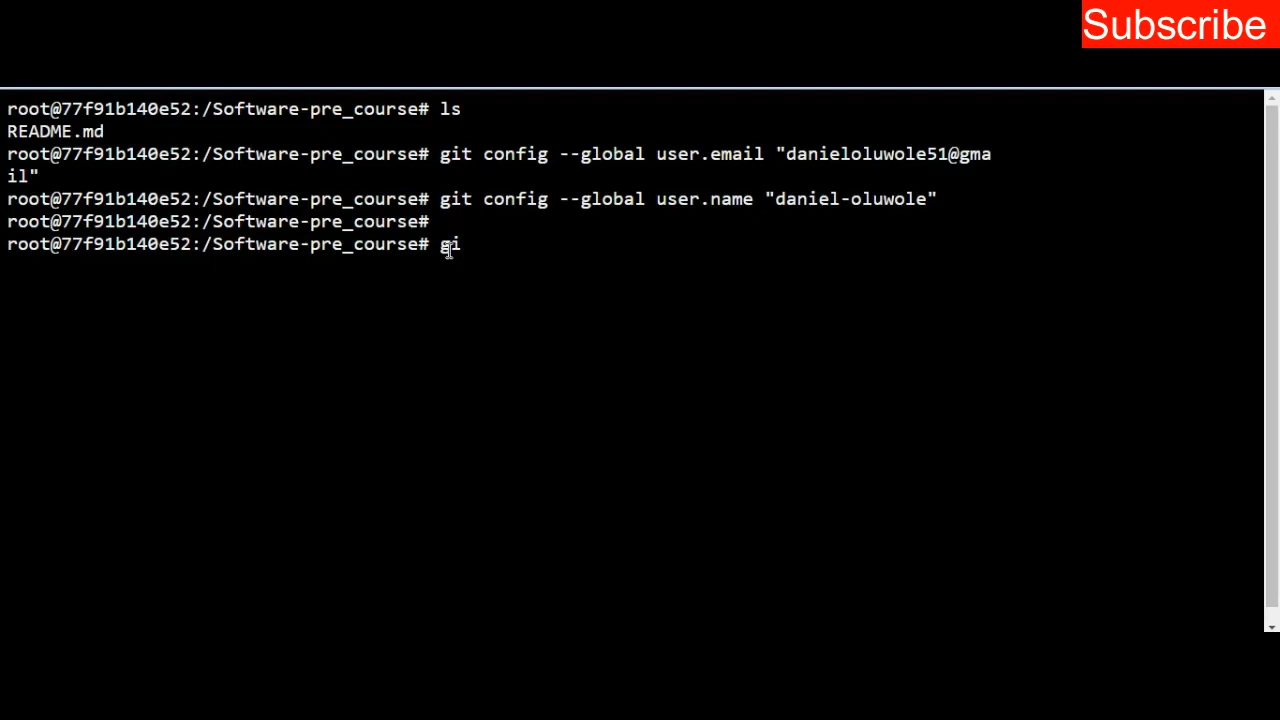 Subscribe
root@77f91b140e52:/Software-pre_course# ls
README.md
root@77f91b140e52:/Software-pre_course# git config --global user.email "danieloluwole51@gma
il"
root@77f91b140e52:/Software-pre_course# git config --global user.name "daniel-oluwole"
root@77f91b140e52:/Software-pre_course#
root@77f91b140e52:/Software-pre_course# gi